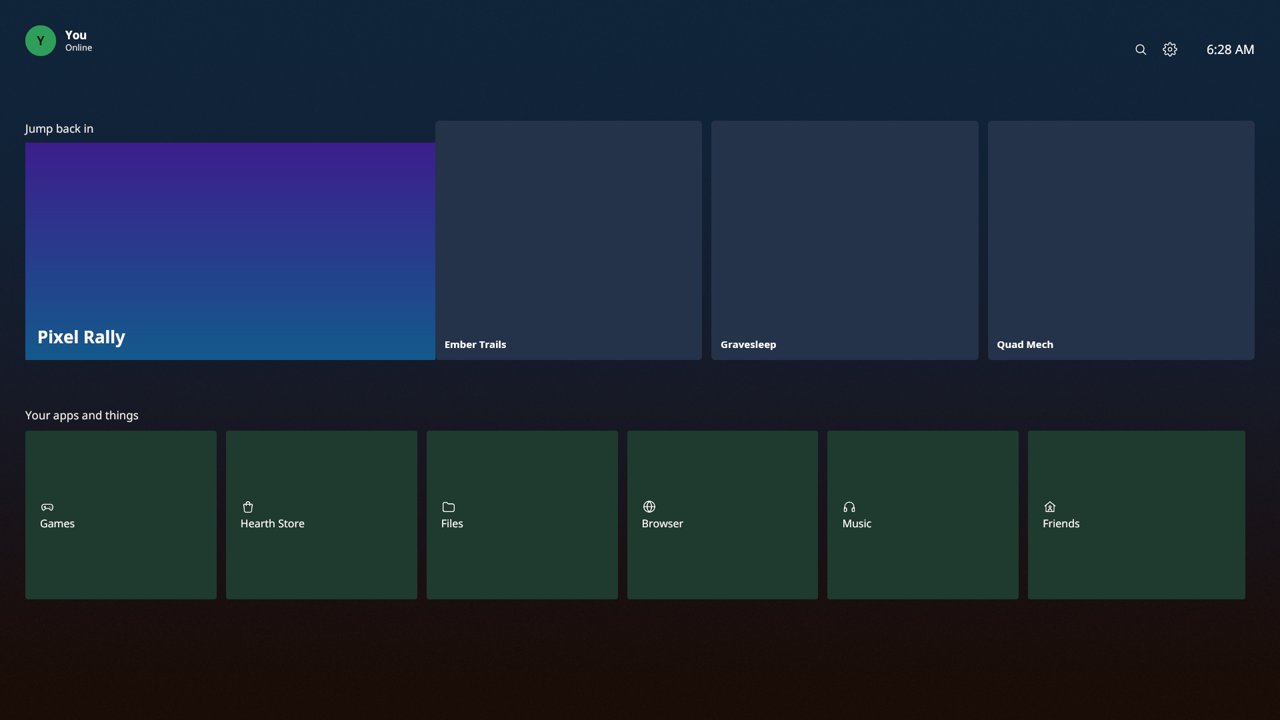 Y
You
Online
6:28 AM
Jump back in
Pixel Rally
Ember Trails
Gravesleep
Quad Mech
Your apps and things
Games
Hearth Store
Files
Browser
Music
Friends